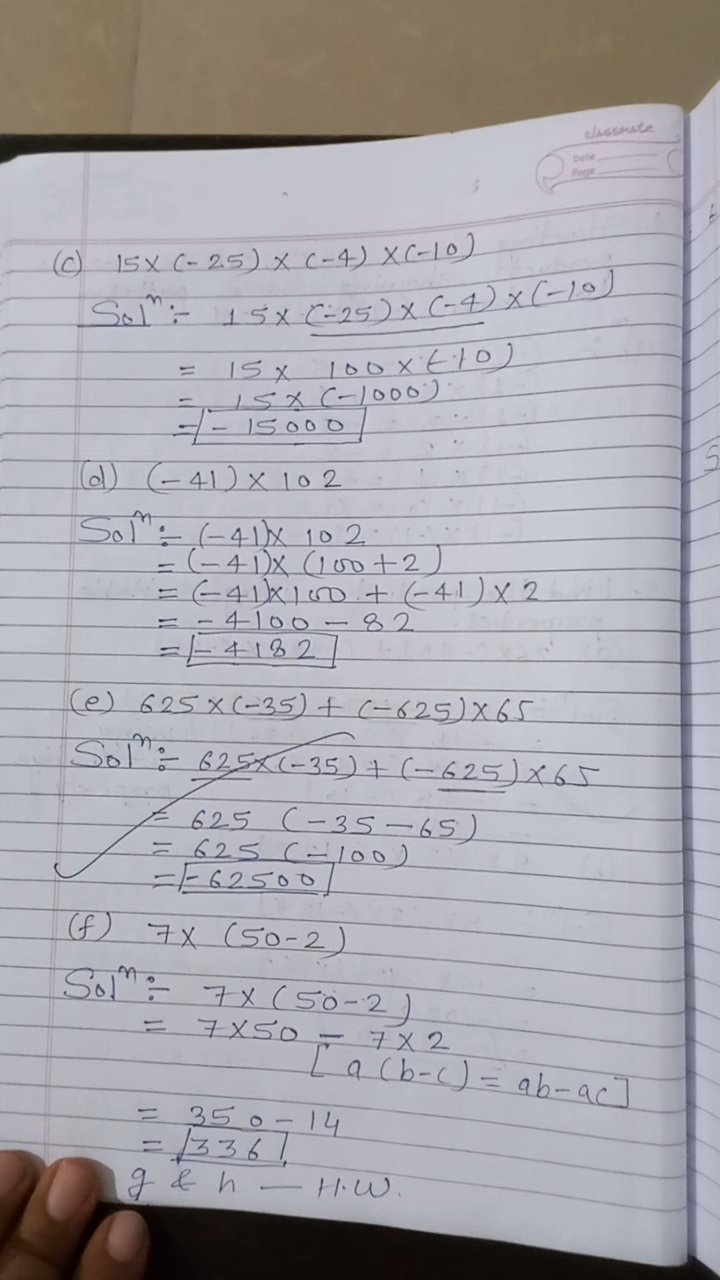 classmate
Date
Page
(c) 15 × (-25) × (-4) × (-10)
Solⁿ ÷ 15 × (-25) × (-4) × (-10)
= 15 × 100 × (-10)
= 15 × (-1000)
= -15000
(d) (-41) × 102
Solⁿ ÷ (-41) × 102
= (-41) × (100 + 2)
= (-41) × 100 + (-41) × 2
= -4100 - 82
= -4182
(e) 625 × (-35) + (-625) × 65
Solⁿ ÷ 625 × (-35) + (-625) × 65
= 625 (-35 - 65)
= 625 (-100)
= -62500
(f) 7 × (50 - 2)
Solⁿ ÷ 7 × (50 - 2)
= 7 × 50 - 7 × 2
[a (b - c) = ab - ac]
= 350 - 14
= 336
g & h — H.W.